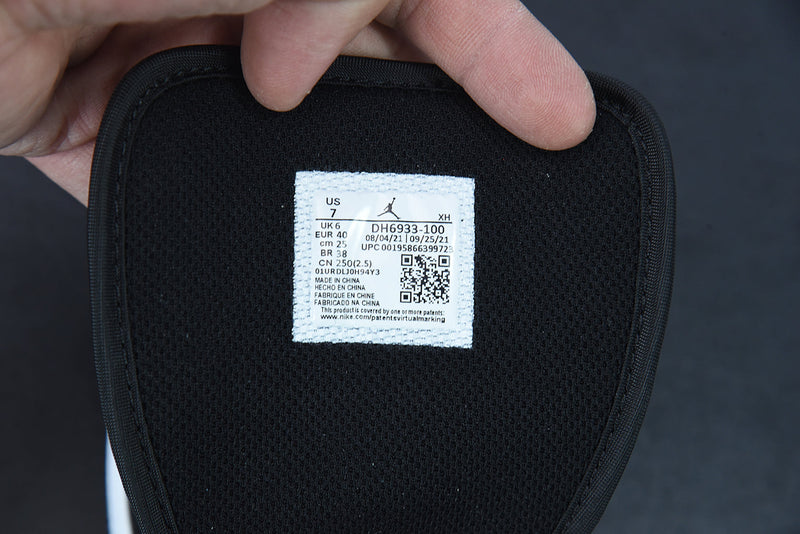 US
7
XH
UK 6
EUR 40
cm 25
BR 38
CN 250(2.5)
01URDLJ0H94Y3
DH6933-100
08/04/21 | 09/25/21
UPC 00195866399723
MADE IN CHINA
HECHO EN CHINA
FABRIQUE EN CHINE
FABRICADO NA CHINA
This product is covered by one or more patents:
www.nike.com/patentsvirtualmarking